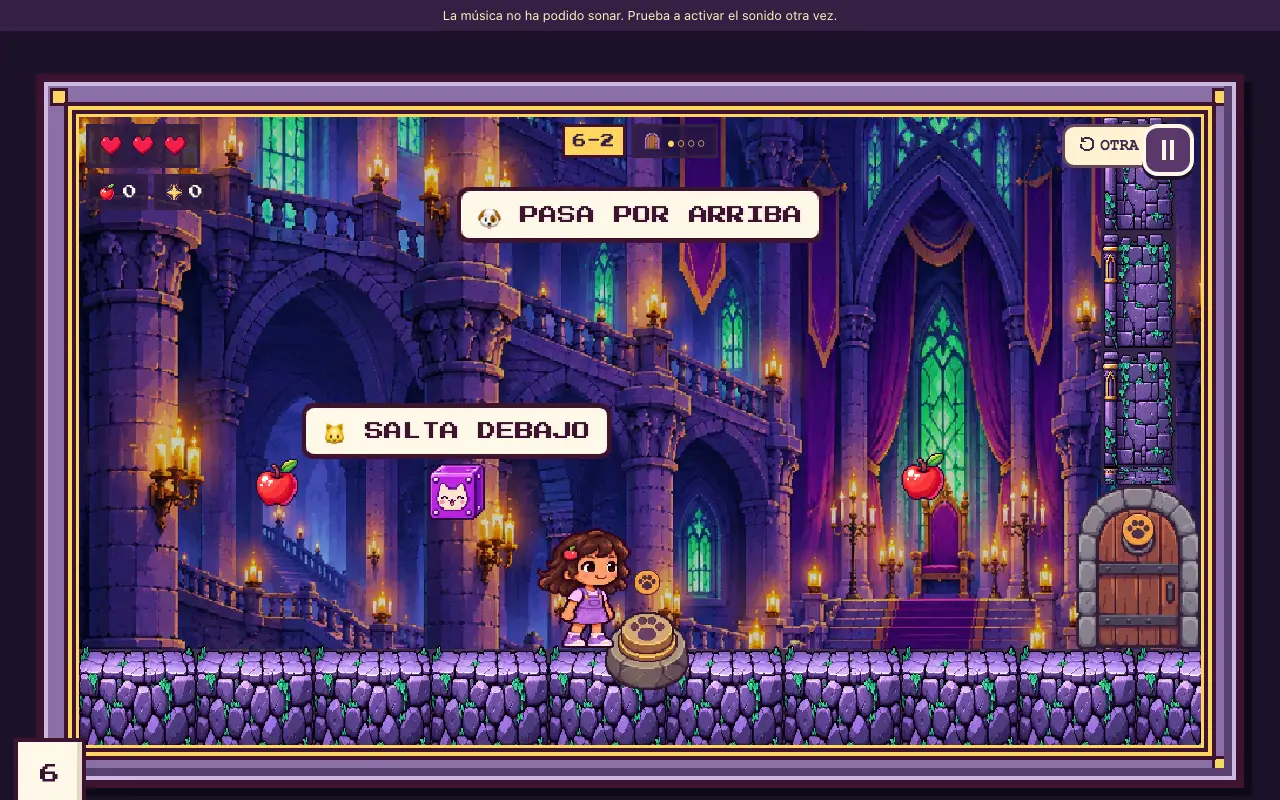 La música no ha podido sonar. Prueba a activar el sonido otra vez.
6-2
OTRA
0 0
PASA POR ARRIBA
SALTA DEBAJO
6